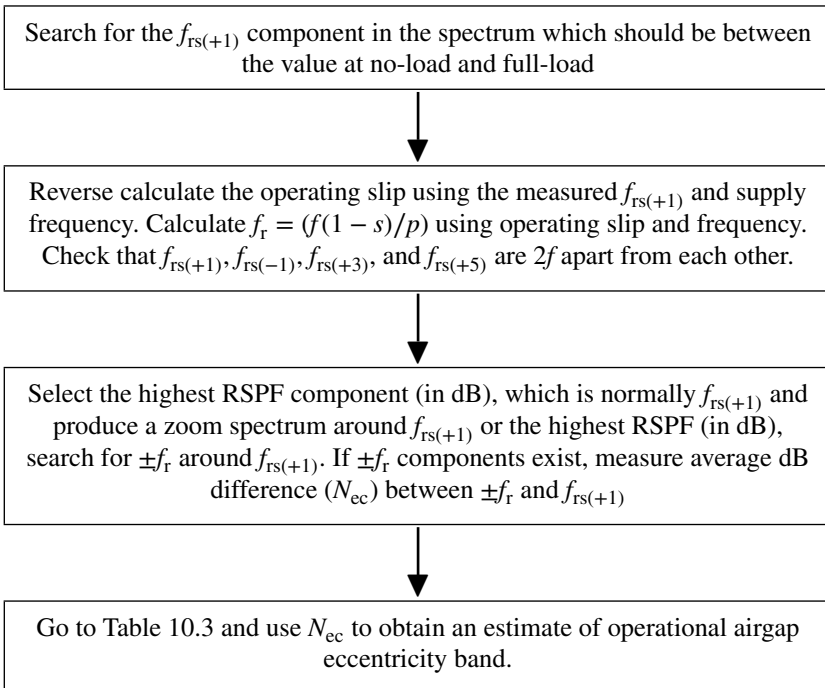 Search for the f_rs(+1) component in the spectrum which should be between
the value at no-load and full-load
Reverse calculate the operating slip using the measured f_rs(+1) and supply
frequency. Calculate f_r = (f(1 − s)/p) using operating slip and frequency.
Check that f_rs(+1), f_rs(−1), f_rs(+3), and f_rs(+5) are 2f apart from each other.
Select the highest RSPF component (in dB), which is normally f_rs(+1) and
produce a zoom spectrum around f_rs(+1) or the highest RSPF (in dB),
search for ±f_r around f_rs(+1). If ±f_r components exist, measure average dB
difference (N_ec) between ±f_r and f_rs(+1)
Go to Table 10.3 and use N_ec to obtain an estimate of operational airgap
eccentricity band.